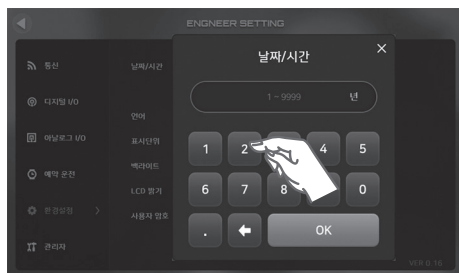 ENGNEER SETTING
통신
디지털 I/O
아날로그 I/O
예약 운전
환경설정
관리자
날짜/시간
언어
표시단명
백라이트
LCD 밝기
사용자 암호
날짜/시간 ×
1 ~ 9999 년
1 2 4 5
6 7 8 0
. OK
VER 0.16